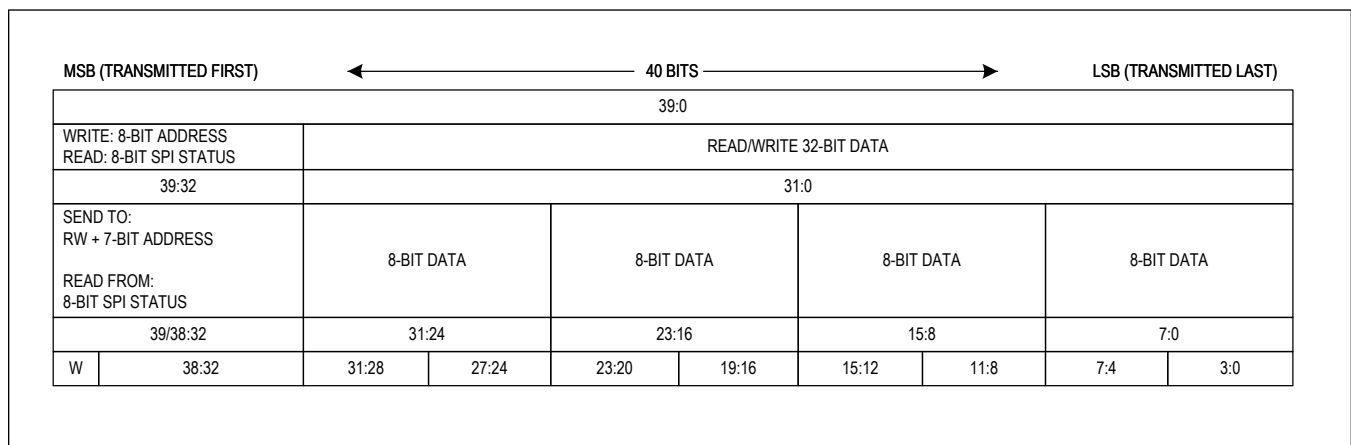 MSB (TRANSMITTED FIRST) 40 BITS LSB (TRANSMITTED LAST)
39:0
WRITE: 8-BIT ADDRESS
READ: 8-BIT SPI STATUS
READ/WRITE 32-BIT DATA
39:32 31:0
SEND TO:
RW + 7-BIT ADDRESS
READ FROM:
8-BIT SPI STATUS
8-BIT DATA 8-BIT DATA 8-BIT DATA 8-BIT DATA
39/38:32 31:24 23:16 15:8 7:0
W 38:32 31:28 27:24 23:20 19:16 15:12 11:8 7:4 3:0